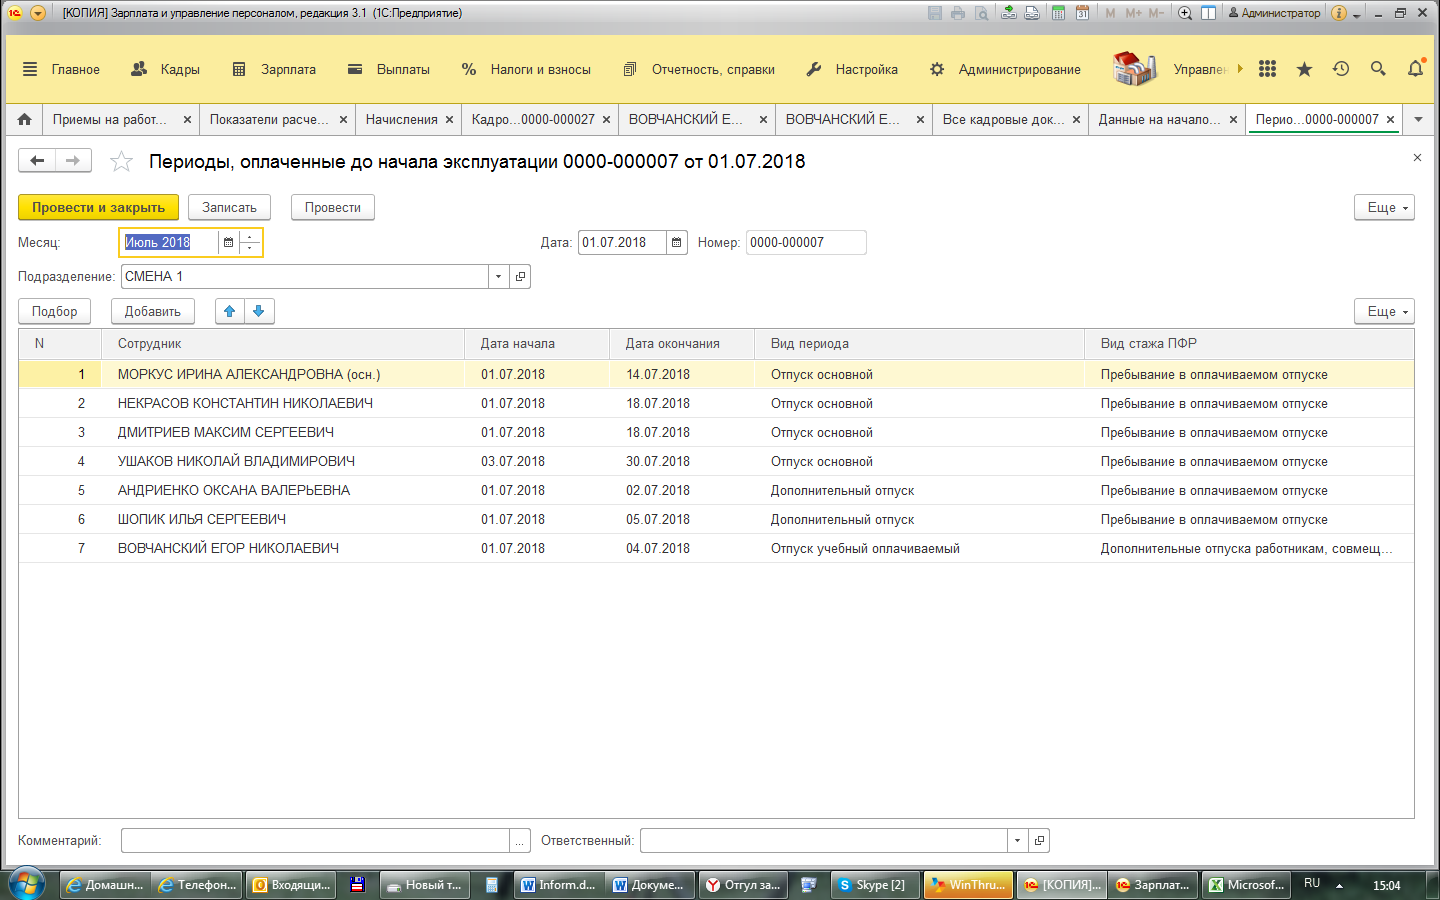 [КОПИЯ] Зарплата и управление персоналом, редакция 3.1 (1С:Предприятие)
M M+ M- Администратор
Главное Кадры Зарплата Выплаты Налоги и взносы Отчетность, справки Настройка Администрирование Управлен
Приемы на работ... Показатели расче... Начисления Кадро...0000-000027 ВОВЧАНСКИЙ Е... ВОВЧАНСКИЙ Е... Все кадровые док... Данные на начало... Перио...0000-000007
Периоды, оплаченные до начала эксплуатации 0000-000007 от 01.07.2018
Провести и закрыть Записать Провести Еще
Месяц: Июль 2018 Дата: 01.07.2018 Номер: 0000-000007
Подразделение: СМЕНА 1
Подбор Добавить Еще
N Сотрудник Дата начала Дата окончания Вид периода Вид стажа ПФР
1 МОРКУС ИРИНА АЛЕКСАНДРОВНА (осн.) 01.07.2018 14.07.2018 Отпуск основной Пребывание в оплачиваемом отпуске
2 НЕКРАСОВ КОНСТАНТИН НИКОЛАЕВИЧ 01.07.2018 18.07.2018 Отпуск основной Пребывание в оплачиваемом отпуске
3 ДМИТРИЕВ МАКСИМ СЕРГЕЕВИЧ 01.07.2018 18.07.2018 Отпуск основной Пребывание в оплачиваемом отпуске
4 УШАКОВ НИКОЛАЙ ВЛАДИМИРОВИЧ 03.07.2018 30.07.2018 Отпуск основной Пребывание в оплачиваемом отпуске
5 АНДРИЕНКО ОКСАНА ВАЛЕРЬЕВНА 01.07.2018 02.07.2018 Дополнительный отпуск Пребывание в оплачиваемом отпуске
6 ШОПИК ИЛЬЯ СЕРГЕЕВИЧ 01.07.2018 05.07.2018 Дополнительный отпуск Пребывание в оплачиваемом отпуске
7 ВОВЧАНСКИЙ ЕГОР НИКОЛАЕВИЧ 01.07.2018 04.07.2018 Отпуск учебный оплачиваемый Дополнительные отпуска работникам, совмещ...
Комментарий: ... Ответственный:
Домашн... Телефон... Входящи... Новый т... Inform.d... Докуме... Отгул за... Skype [2] WinThru... [КОПИЯ]... Зарплат... Microsof... RU 15:04